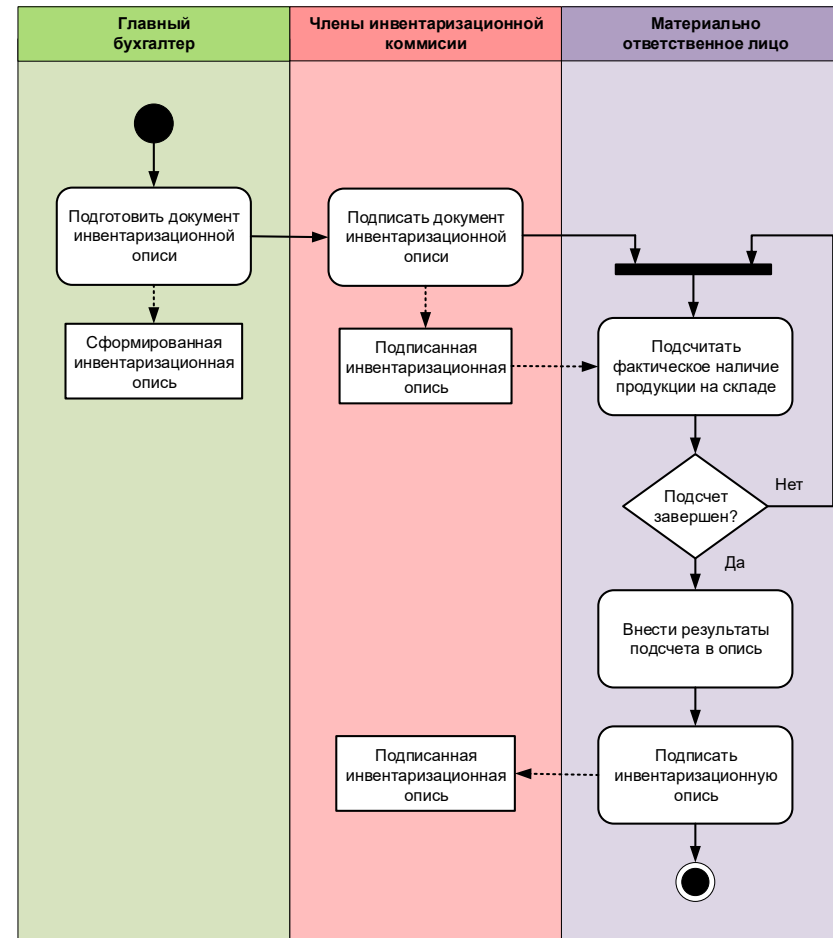 Главный
бухгалтер
Члены инвентаризационной
коммисии
Материально
ответственное лицо
Подготовить документ
инвентаризационной
описи
Подписать документ
инвентаризационной
описи
Сформированная
инвентаризационная
опись
Подписанная
инвентаризационная
опись
Подсчитать
фактическое наличие
продукции на складе
Подсчет
завершен?
Нет
Да
Внести результаты
подсчета в опись
Подписанная
инвентаризационная
опись
Подписать
инвентаризационную
опись